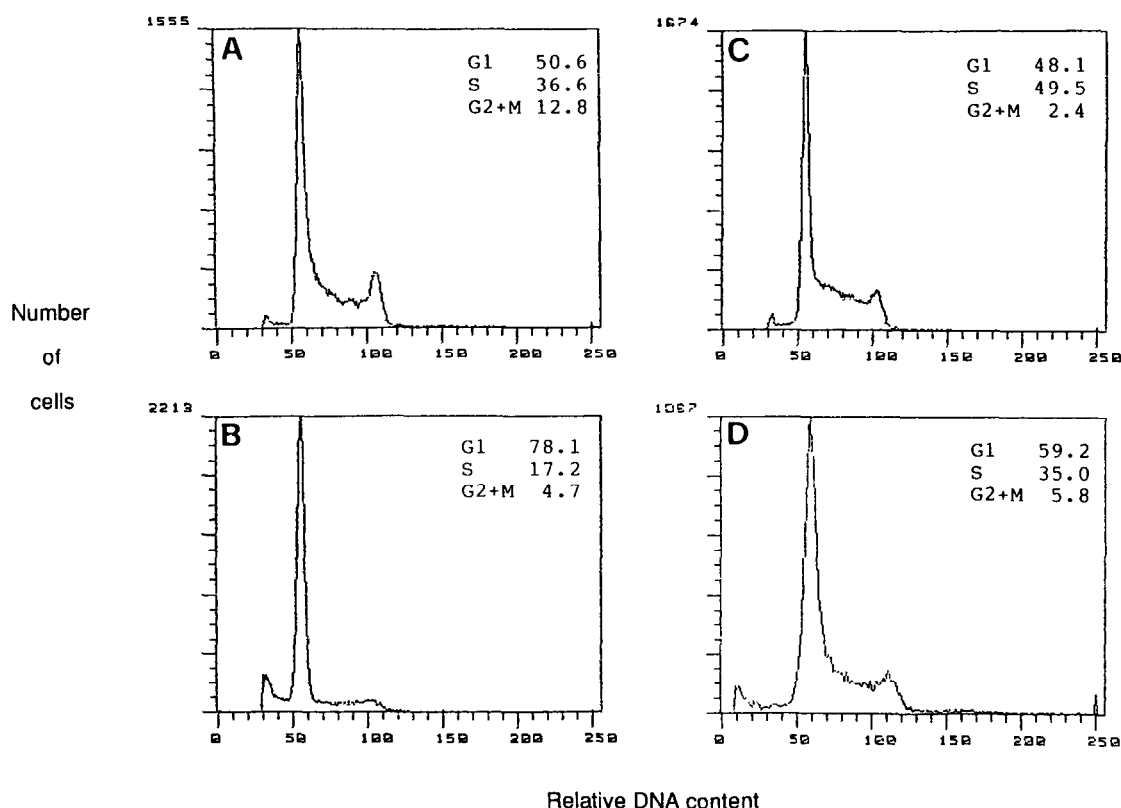 1555
A
G1 50.6
S 36.6
G2+M 12.8
0 50 100 150 200 250
1674
C
G1 48.1
S 49.5
G2+M 2.4
0 50 100 150 200 250
Number
of
cells
2213
B
G1 78.1
S 17.2
G2+M 4.7
0 50 100 150 200 250
1067
D
G1 59.2
S 35.0
G2+M 5.8
0 50 100 150 200 250
Relative DNA content